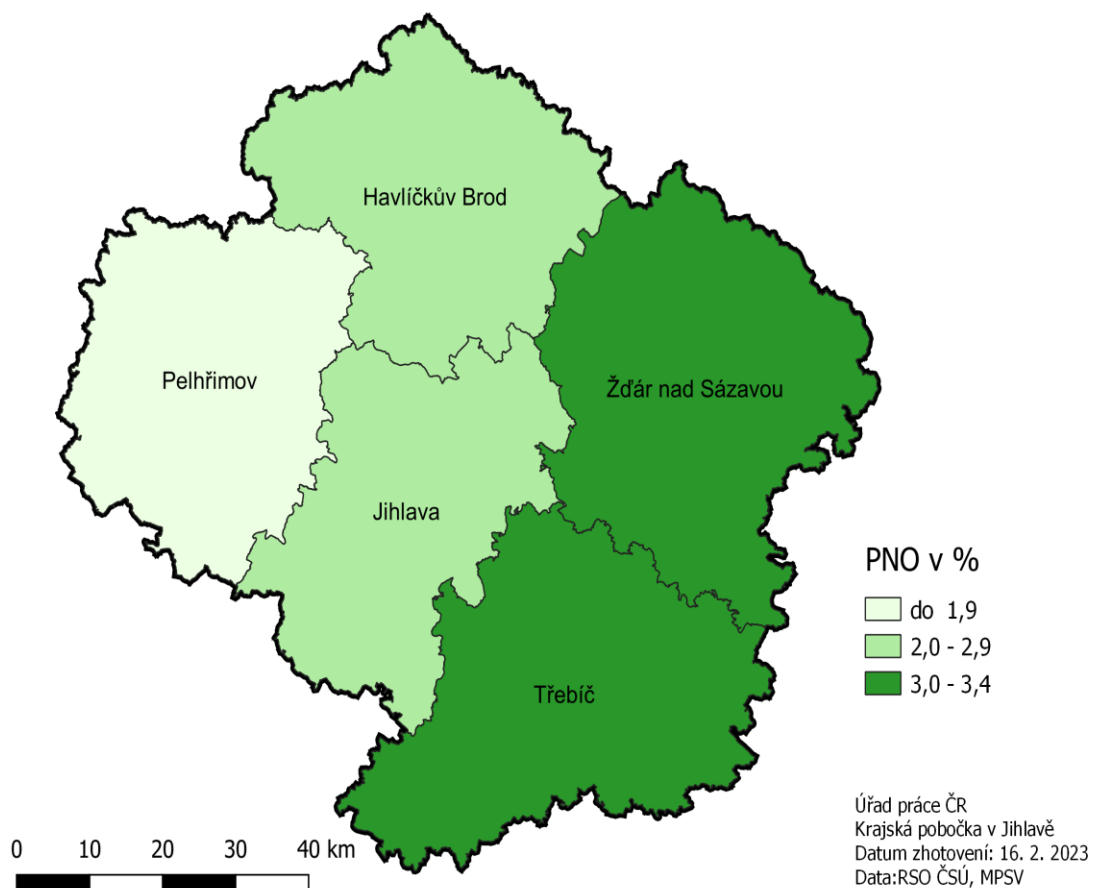 Havlíčkův Brod
Pelhřimov
Žďár nad Sázavou
Jihlava
Třebíč
PNO v %
do 1,9
2,0 - 2,9
3,0 - 3,4
0 10 20 30 40 km
Úřad práce ČR
Krajská pobočka v Jihlavě
Datum zhotovení: 16. 2. 2023
Data:RSO ČSÚ, MPSV